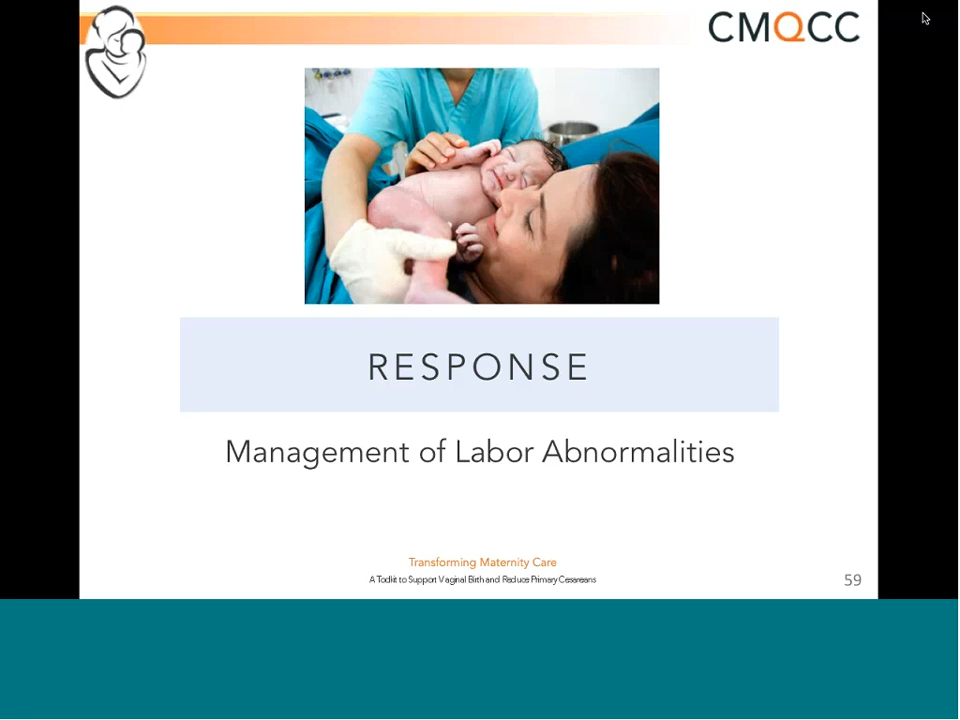 CMQCC
RESPONSE
Management of Labor Abnormalities
Transforming Maternity Care
A Toolkit to Support Vaginal Birth and Reduce Primary Cesareans
59